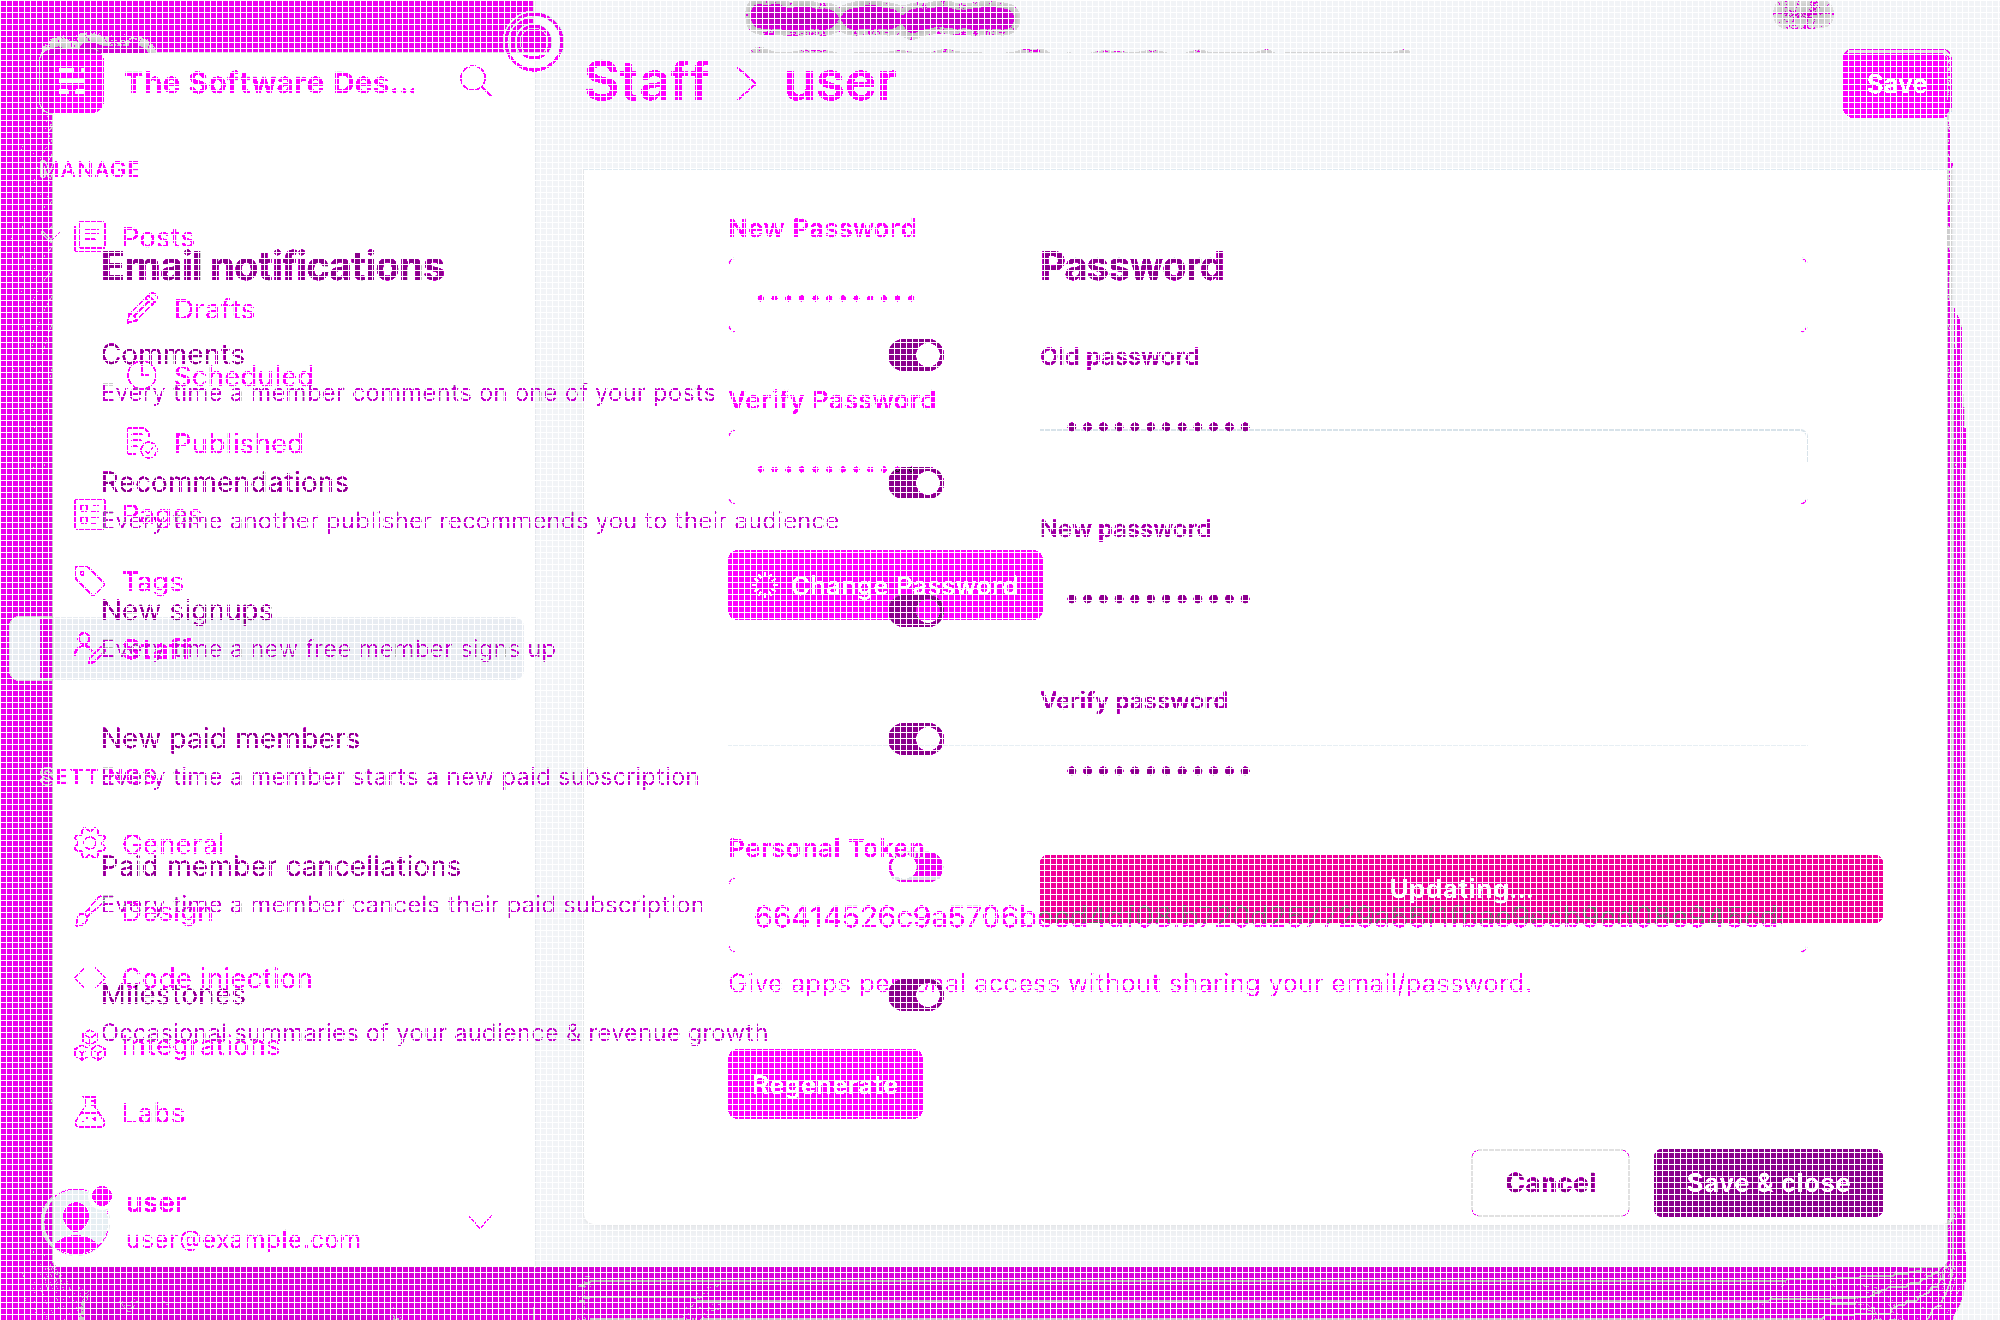 The Software Des...
Staff > user
Save
MANAGE
Posts
New Password
Email notifications
Password
Drafts
Comments
Old password
Scheduled
Every time a member comments on one of your posts
Verify Password
Published
Recommendations
Pages
Every time another publisher recommends you to their audience
New password
Tags
Change Password
New signups
Staff
Every time a new free member signs up
Verify password
New paid members
SETTINGS
Every time a member starts a new paid subscription
General
Personal Token
Paid member cancellations
Updating...
Design
Every time a member cancels their paid subscription
66414526c9a5706b
Code injection
Give apps personal access without sharing your email/password.
Milestones
Occasional summaries of your audience & revenue growth
Integrations
Regenerate
Labs
Cancel
Save & close
user
user@example.com